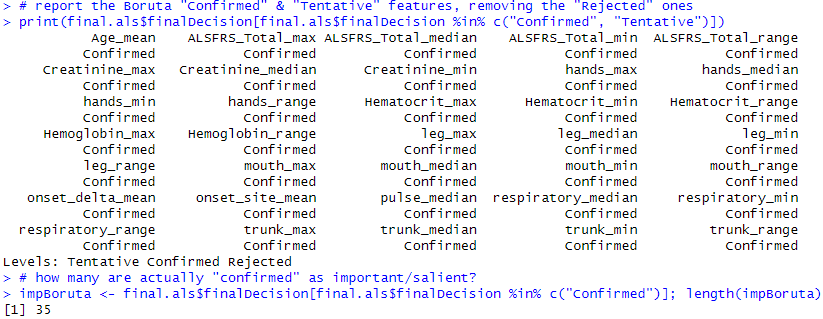 > # report the Boruta "Confirmed" & "Tentative" features, removing the "Rejected" ones
> print(final.als$finalDecision[final.als$finalDecision %in% c("Confirmed", "Tentative")])
Age_mean ALSFRS_Total_max ALSFRS_Total_median ALSFRS_Total_min ALSFRS_Total_range
Confirmed Confirmed Confirmed Confirmed Confirmed
Creatinine_max Creatinine_median Creatinine_min hands_max hands_median
Confirmed Confirmed Confirmed Confirmed Confirmed
hands_min hands_range Hematocrit_max Hematocrit_min Hematocrit_range
Confirmed Confirmed Confirmed Confirmed Confirmed
Hemoglobin_max Hemoglobin_range leg_max leg_median leg_min
Confirmed Confirmed Confirmed Confirmed Confirmed
leg_range mouth_max mouth_median mouth_min mouth_range
Confirmed Confirmed Confirmed Confirmed Confirmed
onset_delta_mean onset_site_mean pulse_median respiratory_median respiratory_min
Confirmed Confirmed Confirmed Confirmed Confirmed
respiratory_range trunk_max trunk_median trunk_min trunk_range
Confirmed Confirmed Confirmed Confirmed Confirmed
Levels: Tentative Confirmed Rejected
> # how many are actually "confirmed" as important/salient?
> impBoruta <- final.als$finalDecision[final.als$finalDecision %in% c("Confirmed")]; length(impBoruta)
[1] 35